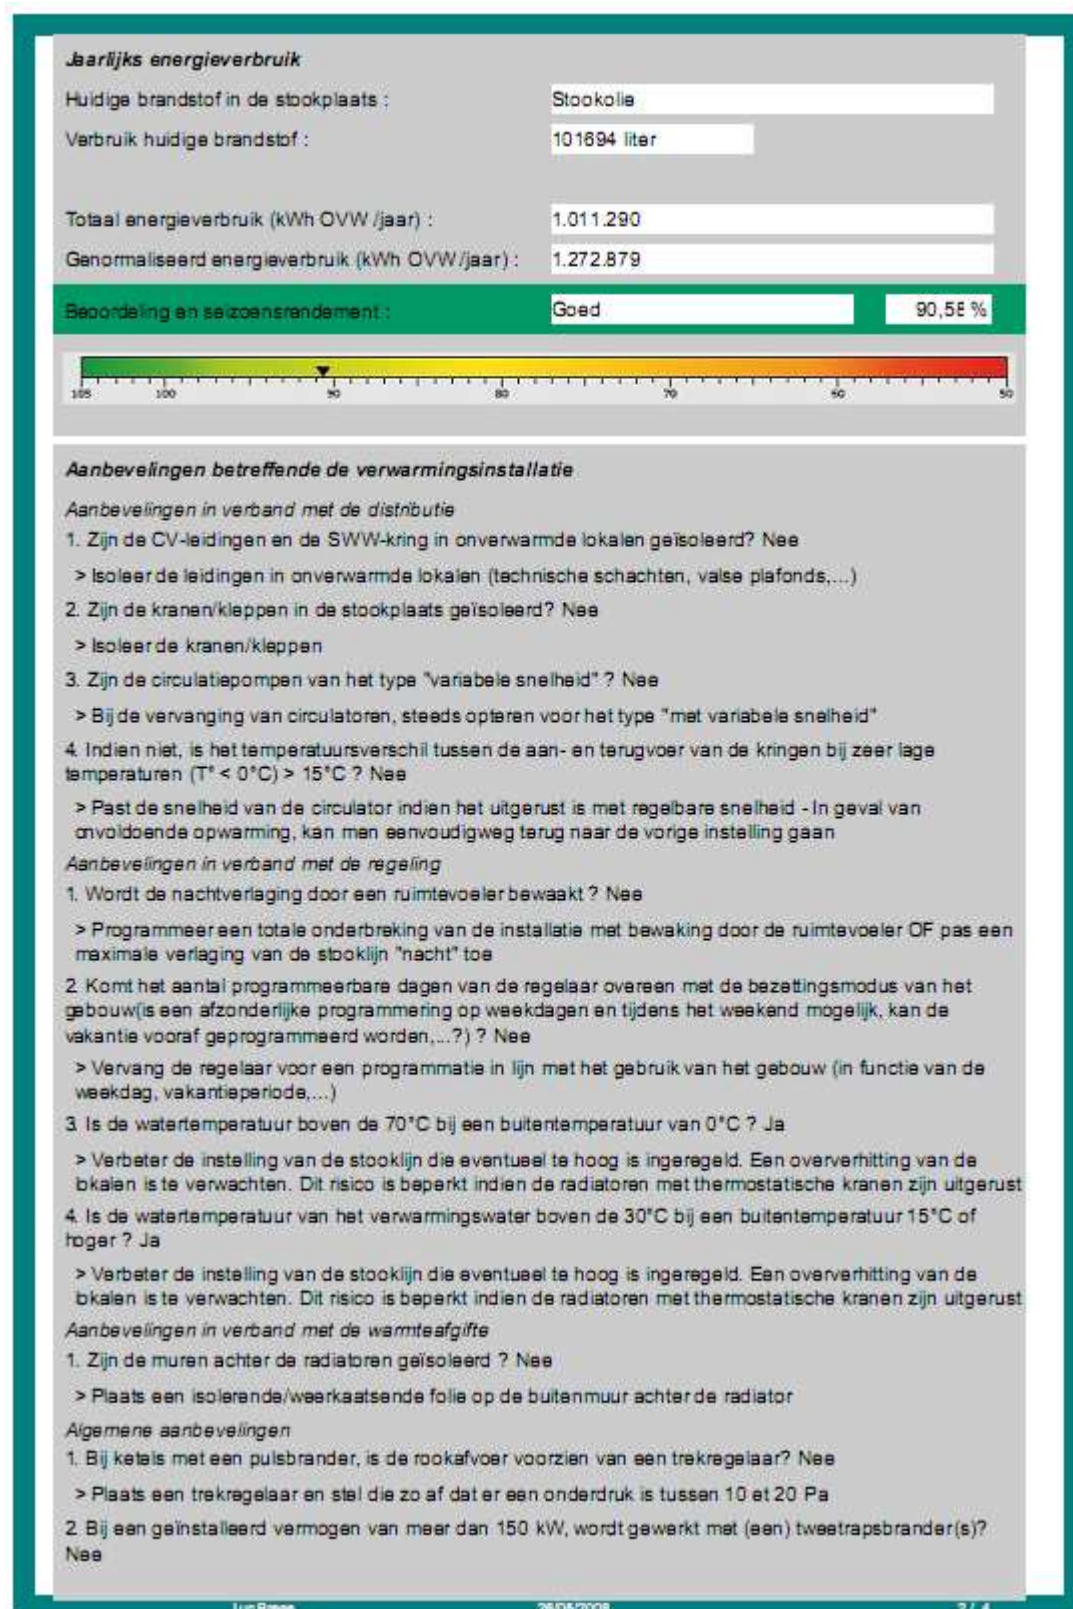 Jaarlijks energieverbruik
Huidige brandstof in de stookplaats : Stookolie
Verbruik huidige brandstof : 101694 liter
Totaal energieverbruik (kWh OVW /jaar) : 1.011.290
Genormaliseerd energieverbruik (kWh OVW/jaar) : 1.272.879
Beoordeling en seizoensrendement : Goed 90,58 %
105 100 90 80 70 60 50
Aanbevelingen betreffende de verwarmingsinstallatie
Aanbevelingen in verband met de distributie
1. Zijn de CV-leidingen en de SWW-kring in onverwarmde lokalen geïsoleerd? Nee
> Isoleer de leidingen in onverwarmde lokalen (technische schachten, valse plafonds,...)
2. Zijn de kranen/kleppen in de stookplaats geïsoleerd? Nee
> Isoleer de kranen/kleppen
3. Zijn de circulatiepompen van het type "variabele snelheid" ? Nee
> Bij de vervanging van circulatoren, steeds opteren voor het type "met variabele snelheid"
4. Indien niet, is het temperatuursverschil tussen de aan- en terugvoer van de kringen bij zeer lage
temperaturen (T° < 0°C) > 15°C ? Nee
> Past de snelheid van de circulator indien het uitgerust is met regelbare snelheid - In geval van
onvoldoende opwarming, kan men eenvoudigweg terug naar de vorige instelling gaan
Aanbevelingen in verband met de regeling
1. Wordt de nachtverlaging door een ruimtevoeler bewaakt ? Nee
> Programmeer een totale onderbreking van de installatie met bewaking door de ruimtevoeler OF pas een
maximale verlaging van de stooklijn "nacht" toe
2. Komt het aantal programmeerbare dagen van de regelaar overeen met de bezettingsmodus van het
gebouw(is een afzonderlijke programmering op weekdagen en tijdens het weekend mogelijk, kan de
vakantie vooraf geprogrammeerd worden,...?) ? Nee
> Vervang de regelaar voor een programmatie in lijn met het gebruik van het gebouw (in functie van de
weekdag, vakantieperiode,...)
3. Is de watertemperatuur boven de 70°C bij een buitentemperatuur van 0°C ? Ja
> Verbeter de instelling van de stooklijn die eventueel te hoog is ingeregeld. Een oververhitting van de
lokalen is te verwachten. Dit risico is beperkt indien de radiatoren met thermostatische kranen zijn uitgerust
4. Is de watertemperatuur van het verwarmingswater boven de 30°C bij een buitentemperatuur 15°C of
hoger ? Ja
> Verbeter de instelling van de stooklijn die eventueel te hoog is ingeregeld. Een oververhitting van de
lokalen is te verwachten. Dit risico is beperkt indien de radiatoren met thermostatische kranen zijn uitgerust
Aanbevelingen in verband met de warmteafgifte
1. Zijn de muren achter de radiatoren geïsoleerd ? Nee
> Plaats een isolerende/weerkaatsende folie op de buitenmuur achter de radiator
Algemene aanbevelingen
1. Bij ketels met een pulsbrander, is de rookafvoer voorzien van een trekregelaar? Nee
> Plaats een trekregelaar en stel die zo af dat er een onderdruk is tussen 10 et 20 Pa
2. Bij een geïnstalleerd vermogen van meer dan 150 kW, wordt gewerkt met (een) tweetrapsbrander(s)?
Nee